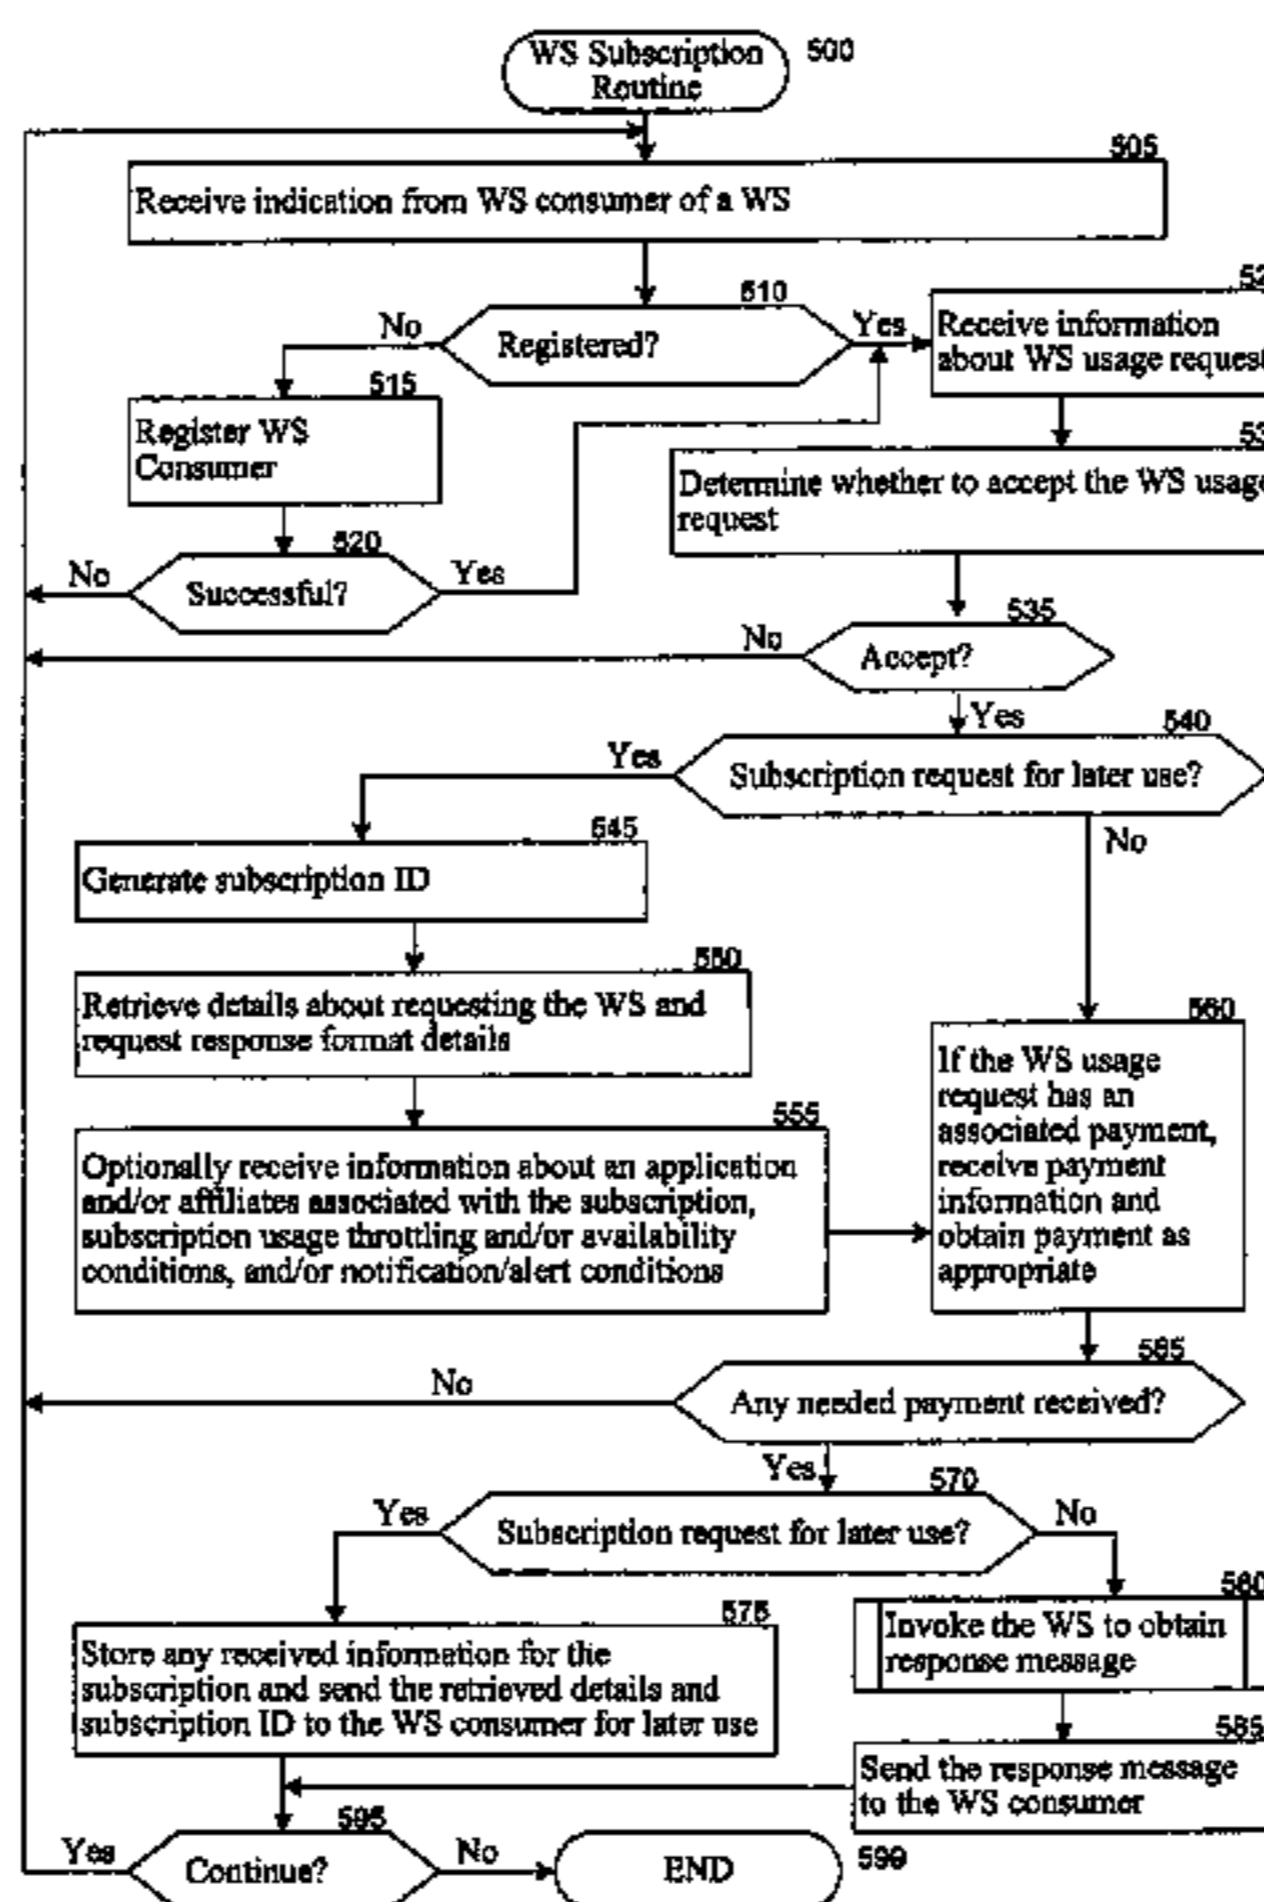 WS Subscription
Routine
500
505
Receive indication from WS consumer of a WS
510
Registered?
No
Yes
52
Receive information
about WS usage request
515
Register WS
Consumer
53
Determine whether to accept the WS usage
request
520
Successful?
No
Yes
535
Accept?
No
Yes
540
Subscription request for later use?
Yes
No
545
Generate subscription ID
550
Retrieve details about requesting the WS and
request response format details
555
Optionally receive information about an application
and/or affiliates associated with the subscription,
subscription usage throttling and/or availability
conditions, and/or notification/alert conditions
560
If the WS usage
request has an
associated payment,
receive payment
information and
obtain payment as
appropriate
565
Any needed payment received?
No
Yes
570
Subscription request for later use?
Yes
No
575
Store any received information for the
subscription and send the retrieved details and
subscription ID to the WS consumer for later use
580
Invoke the WS to obtain
response message
585
Send the response message
to the WS consumer
595
Continue?
Yes
No
END
599